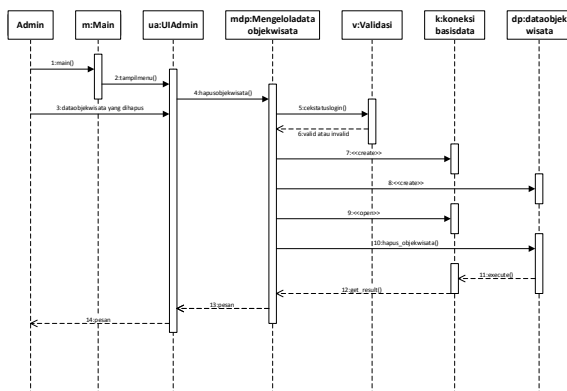 Admin
m:Main
ua:UIAdmin
mdp:Mengeloladata
objekwisata
v:Validasi
k:koneksi
basisdata
dp:dataobjek
wisata
1:main()
2:tampilmenu()
3:dataobjekwisata yang dihapus
4:hapusobjekwisata()
5:cekstatuslogin()
6:valid atau invalid
7:<<create>>
8:<<create>>
9:<<open>>
10:hapus_objekwisata()
11:execute()
12:get_result()
13:pesan
14:pesan